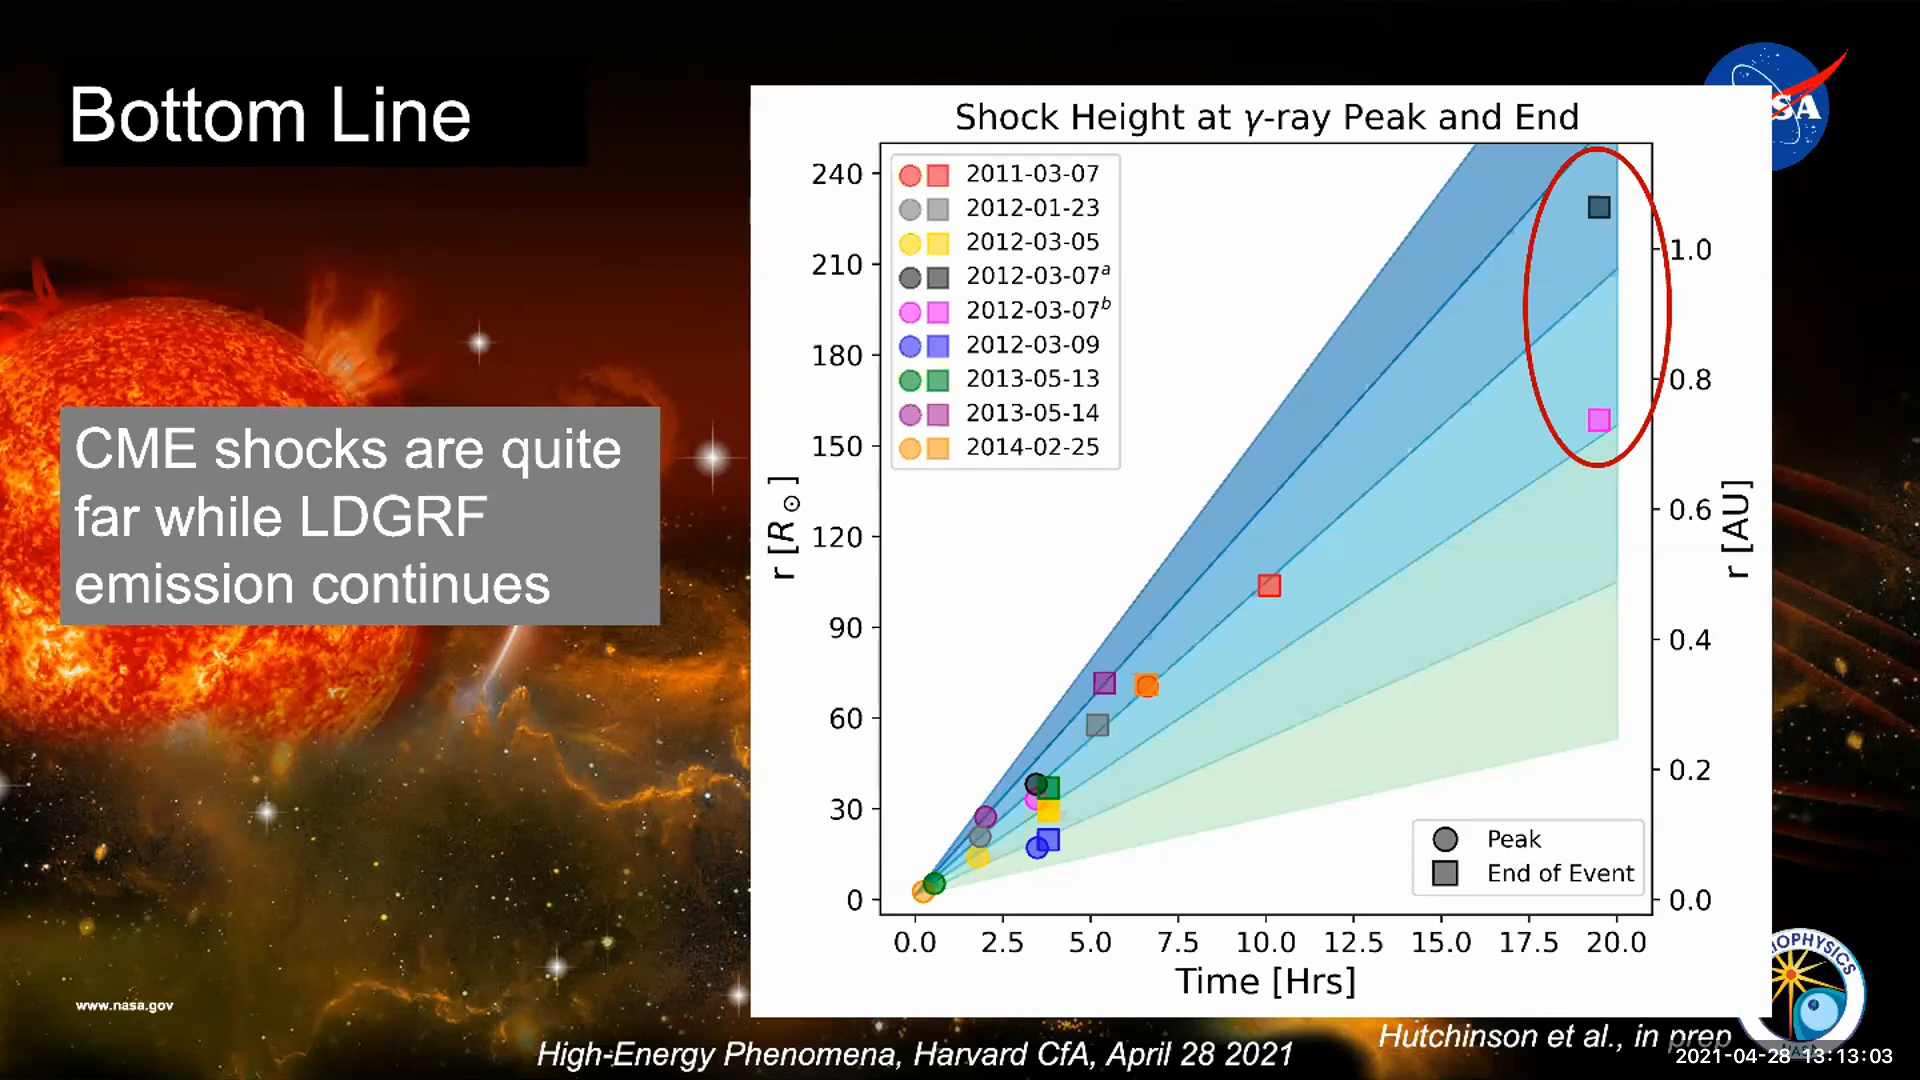 Bottom Line
CME shocks are quite
far while LDGRF
emission continues
Shock Height at γ-ray Peak and End
2011-03-07
2012-01-23
2012-03-05
2012-03-07a
2012-03-07b
2012-03-09
2013-05-13
2013-05-14
2014-02-25
r [R⊙]
240
210
180
150
120
90
60
30
0
r [AU]
1.0
0.8
0.6
0.4
0.2
0.0
Peak
End of Event
0.0 2.5 5.0 7.5 10.0 12.5 15.0 17.5 20.0
Time [Hrs]
SA
IOPHYSICS
www.nasa.gov
Hutchinson et al., in prep
High-Energy Phenomena, Harvard CfA, April 28 2021
2021-04-28 13:13:03